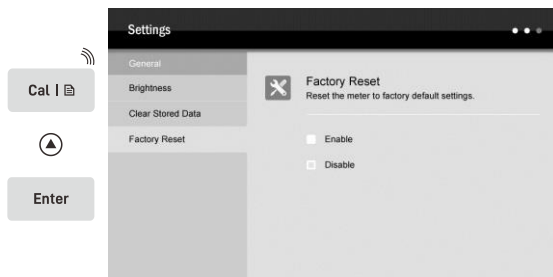 Settings
General
Brightness
Clear Stored Data
Factory Reset
Factory Reset
Reset the meter to factory default settings.
Enable
Disable
Cal |
Enter